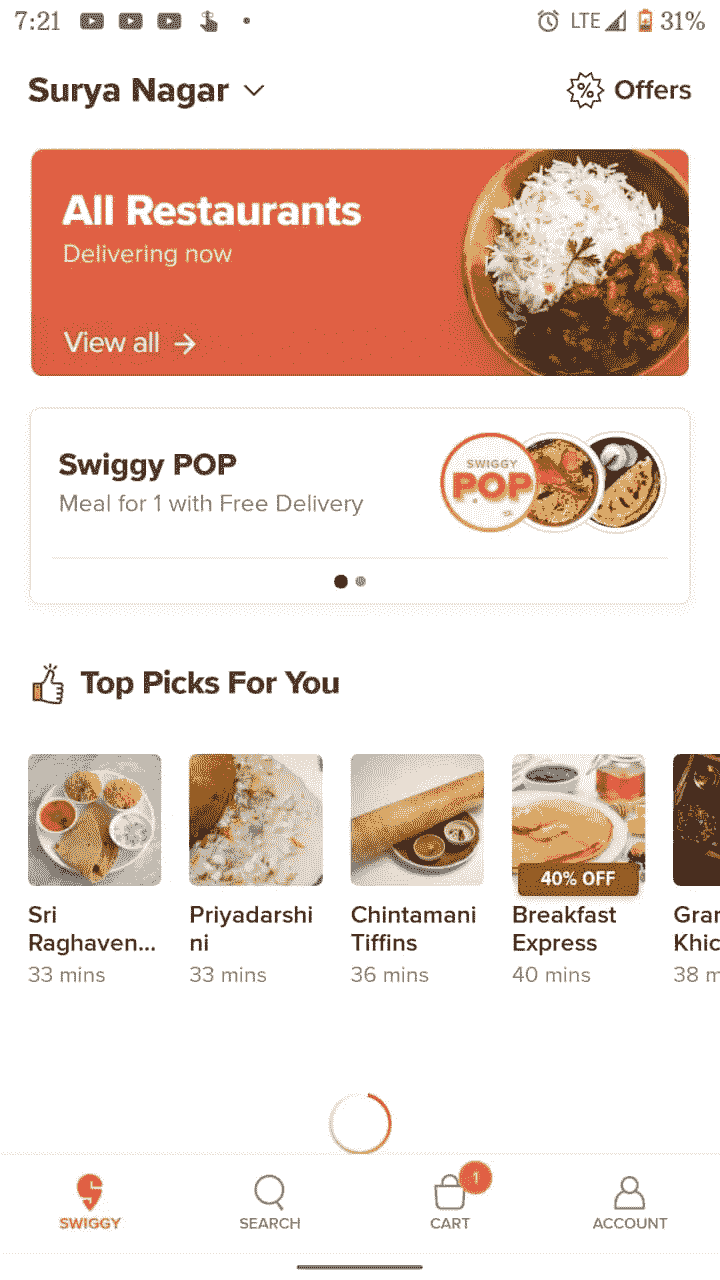 7:21 LTE 31%
Surya Nagar Offers
All Restaurants
Delivering now
View all →
Swiggy POP
Meal for 1 with Free Delivery
SWIGGY
POP
Top Picks For You
40% OFF
Sri Priyadarshi Chintamani Breakfast Gran
Raghaven... ni Tiffins Express Khic
33 mins 33 mins 36 mins 40 mins 38 m
1
SWIGGY SEARCH CART ACCOUNT